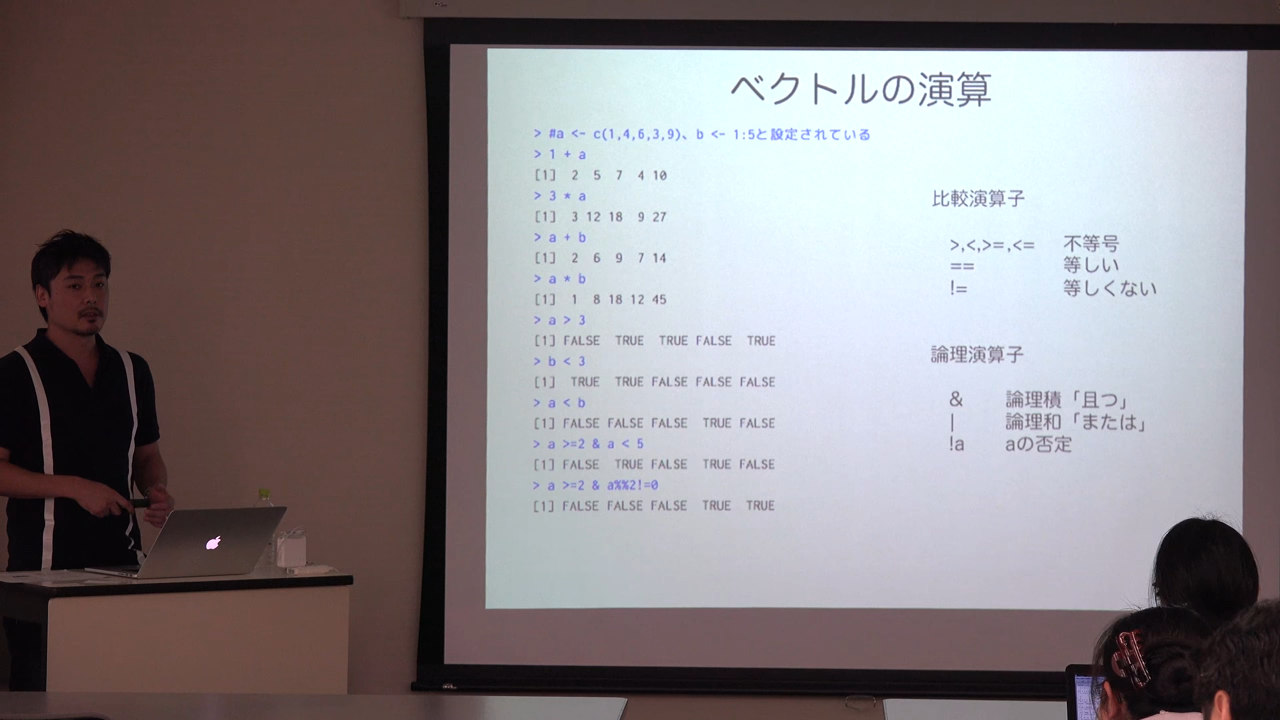 ベクトルの演算
> #a <- c(1,4,6,3,9)、b <- 1:5と設定されている
> 1 + a
[1]  2  5  7  4 10
> 3 * a
[1]  3 12 18  9 27
> a + b
[1]  2  6  9  7 14
> a * b
[1]  1  8 18 12 45
> a > 3
[1] FALSE  TRUE  TRUE FALSE  TRUE
> b < 3
[1]  TRUE  TRUE FALSE FALSE FALSE
> a < b
[1] FALSE FALSE FALSE  TRUE FALSE
> a >=2 & a < 5
[1] FALSE  TRUE FALSE  TRUE FALSE
> a >=2 & a%%2!=0
[1] FALSE FALSE FALSE  TRUE  TRUE
比較演算子
>,<,>=,<= 不等号
== 等しい
!= 等しくない
論理演算子
& 論理積「且つ」
| 論理和「または」
!a aの否定